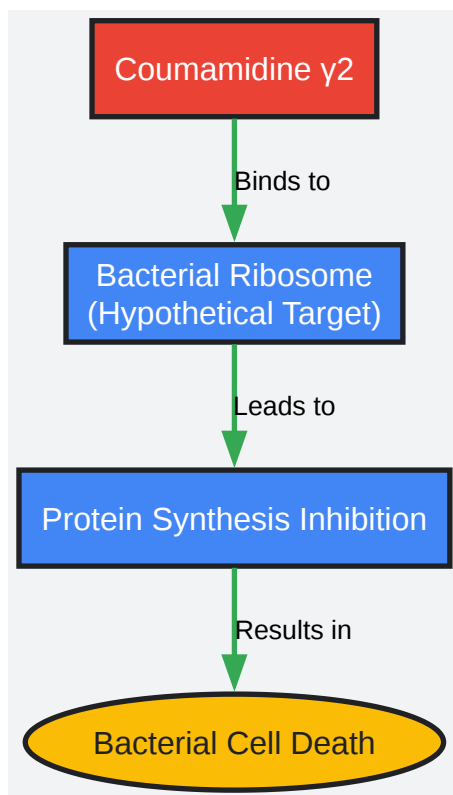 Coumamidine γ2
Binds to
Bacterial Ribosome
(Hypothetical Target)
Leads to
Protein Synthesis Inhibition
Results in
Bacterial Cell Death